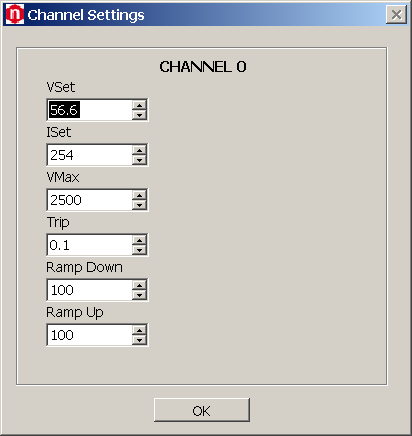 n Channel Settings
CHANNEL 0
VSet
56.6
ISet
254
VMax
2500
Trip
0.1
Ramp Down
100
Ramp Up
100
OK